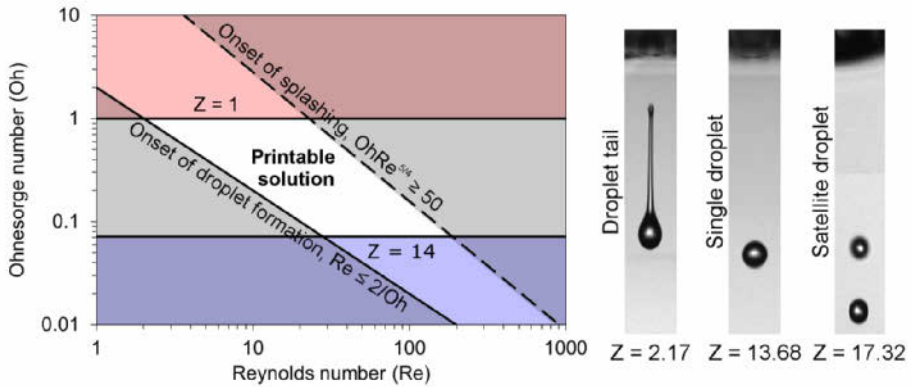 Ohnesorge number (Oh)
10
1
0.1
0.01
1
10
100
1000
Reynolds number (Re)
Z = 1
Onset of splashing, OhRe^5/4 ≥ 50
Printable
solution
Onset of droplet formation, Re ≤ 2/Oh
Z = 14
Droplet tail
Z = 2.17
Single droplet
Z = 13.68
Satellite droplet
Z = 17.32